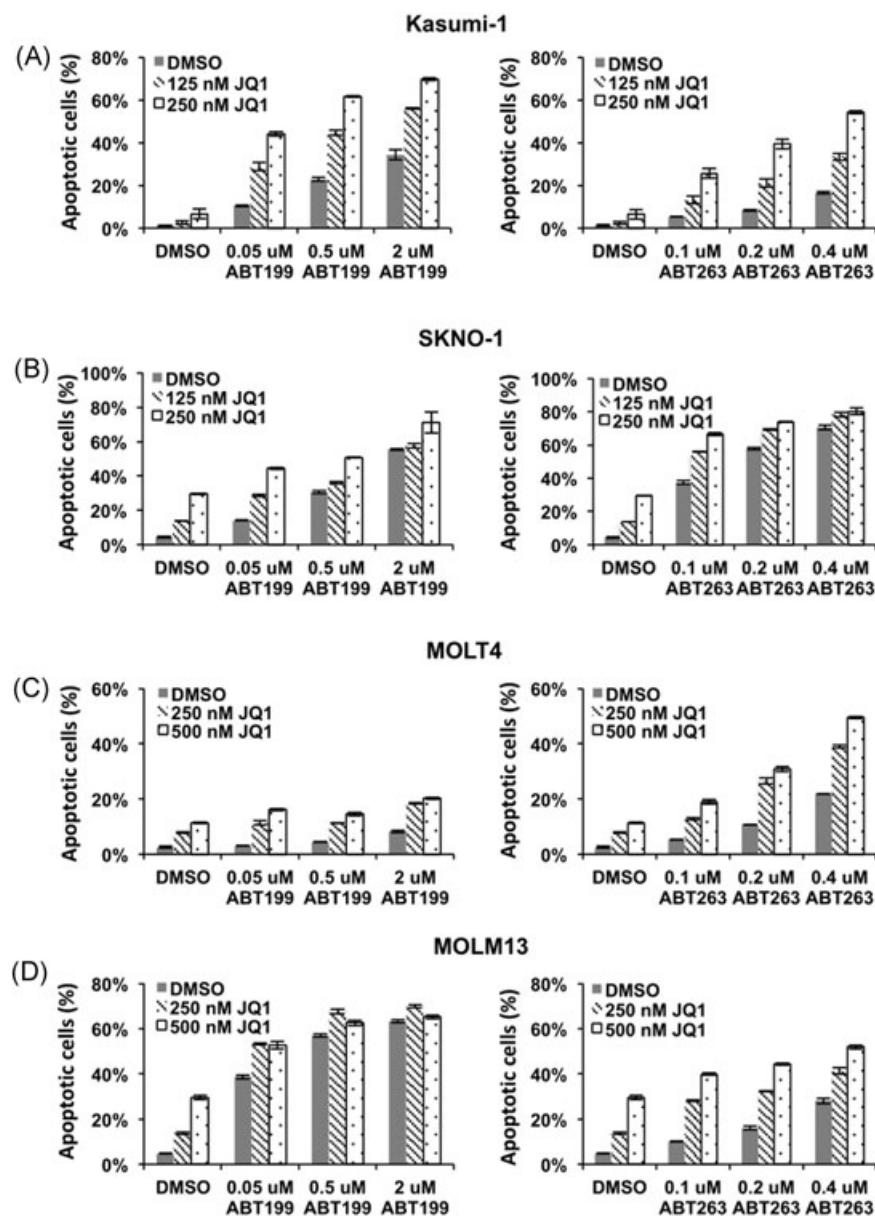 Kasumi-1
(A)
Apoptotic cells (%)
80%
60%
40%
20%
0%
DMSO
125 nM JQ1
250 nM JQ1
DMSO 0.05 uM 0.5 uM 2 uM
ABT199 ABT199 ABT199
Apoptotic cells (%)
80%
60%
40%
20%
0%
DMSO
125 nM JQ1
250 nM JQ1
DMSO 0.1 uM 0.2 uM 0.4 uM
ABT263 ABT263 ABT263
SKNO-1
(B)
Apoptotic cells (%)
100%
80%
60%
40%
20%
0%
DMSO
125 nM JQ1
250 nM JQ1
DMSO 0.05 uM 0.5 uM 2 uM
ABT199 ABT199 ABT199
Apoptotic cells (%)
100%
80%
60%
40%
20%
0%
DMSO
125 nM JQ1
250 nM JQ1
DMSO 0.1 uM 0.2 uM 0.4 uM
ABT263 ABT263 ABT263
MOLT4
(C)
Apoptotic cells (%)
60%
40%
20%
0%
DMSO
250 nM JQ1
500 nM JQ1
DMSO 0.05 uM 0.5 uM 2 uM
ABT199 ABT199 ABT199
Apoptotic cells (%)
60%
40%
20%
0%
DMSO
250 nM JQ1
500 nM JQ1
DMSO 0.1 uM 0.2 uM 0.4 uM
ABT263 ABT263 ABT263
MOLM13
(D)
Apoptotic cells (%)
80%
60%
40%
20%
0%
DMSO
250 nM JQ1
500 nM JQ1
DMSO 0.05 uM 0.5 uM 2 uM
ABT199 ABT199 ABT199
Apoptotic cells (%)
80%
60%
40%
20%
0%
DMSO
250 nM JQ1
500 nM JQ1
DMSO 0.1 uM 0.2 uM 0.4 uM
ABT263 ABT263 ABT263